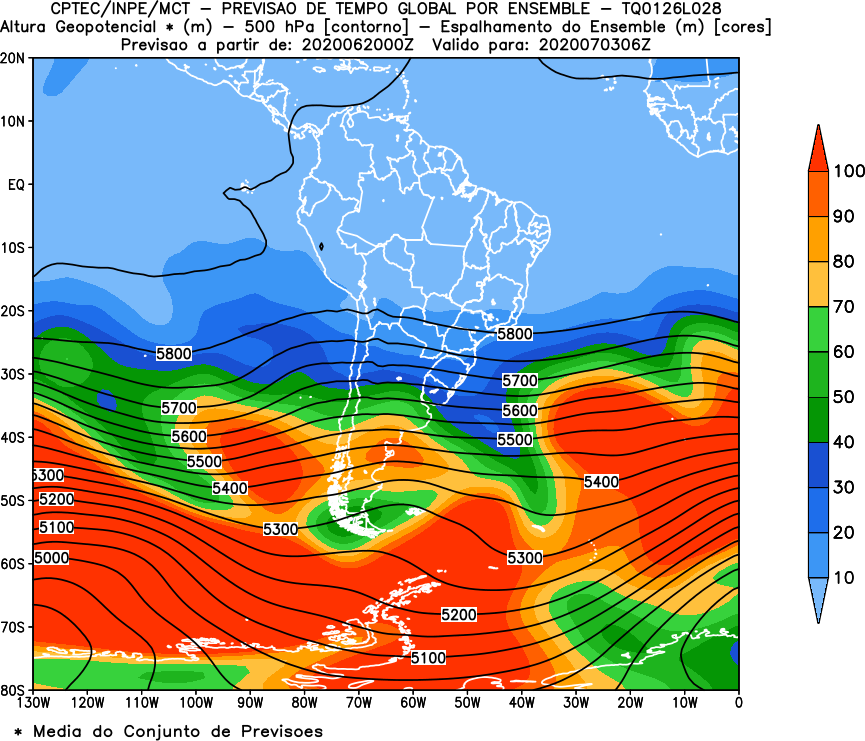 CPTEC/INPE/MCT – PREVISAO DE TEMPO GLOBAL POR ENSEMBLE – TQ0126L028
Altura Geopotencial * (m) – 500 hPa [contorno] – Espalhamento do Ensemble (m) [cores]
Previsao a partir de: 2020062000Z Valido para: 2020070306Z
20N
10N
EQ
10S
20S
30S
40S
50S
60S
70S
80S
130W 120W 110W 100W 90W 80W 70W 60W 50W 40W 30W 20W 10W 0
5800
5800
5700
5700
5600
5600
5500
5500
5400
5400
5300
5300
5300
5200
5200
5100
5100
5000
100
90
80
70
60
50
40
30
20
10
* Media do Conjunto de Previsoes